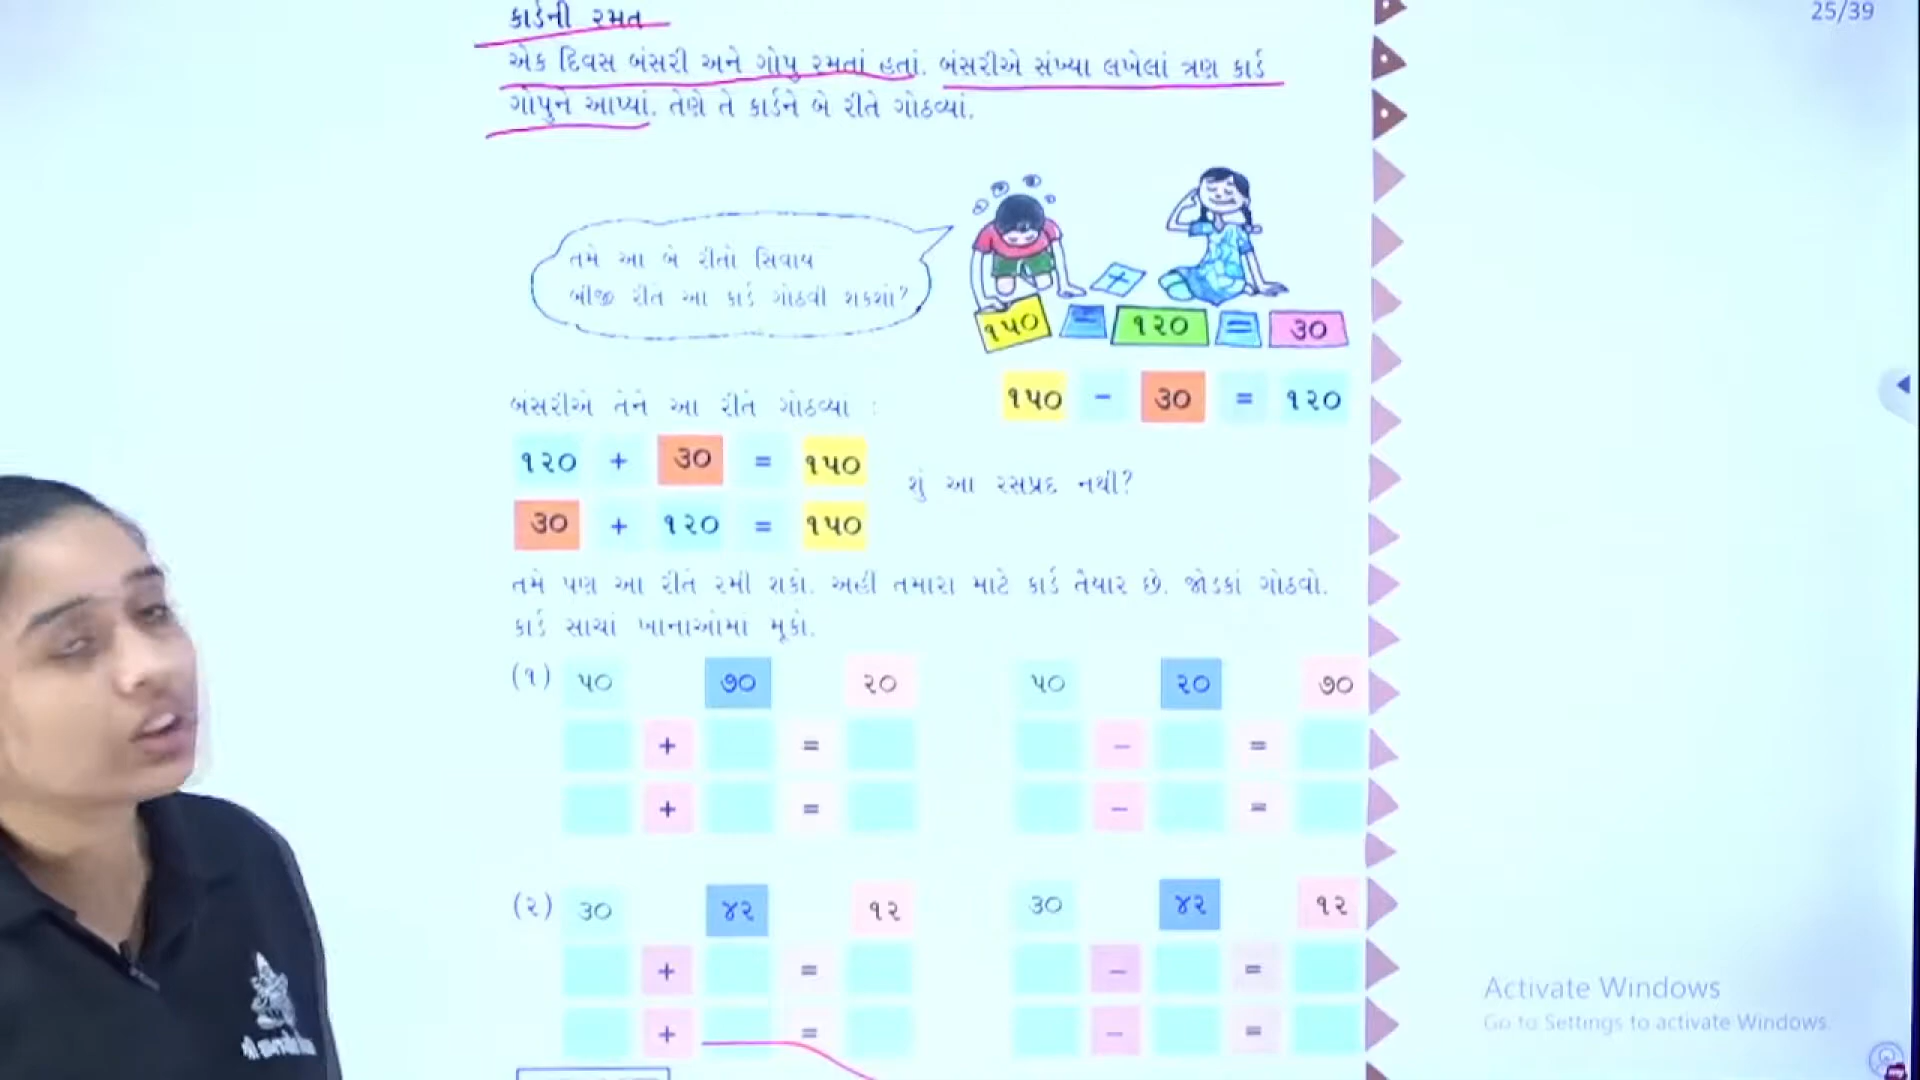 કાર્ડની રમત
25/39
એક દિવસ બંસરી અને ગોપુ રમતાં હતાં. બંસરીએ સંખ્યા લખેલાં ત્રણ કાર્ડ
ગોપુને આપ્યાં. તેણે તે કાર્ડને બે રીતે ગોઠવ્યાં.
તમે આ બે રીતો સિવાય
બીજી રીતે આ કાર્ડ ગોઠવી શકશો?
+
૧૫૦ = ૧૨૦ = ૩૦
બંસરીએ તેને આ રીતે ગોઠવ્યાં :
૧૫૦ - ૩૦ = ૧૨૦
૧૨૦ + ૩૦ = ૧૫૦
શું આ રસપ્રદ નથી?
૩૦ + ૧૨૦ = ૧૫૦
તમે પણ આ રીતે રમી શકો. અહીં તમારા માટે કાર્ડ તૈયાર છે. જોડકાં ગોઠવો.
કાર્ડ સાચાં ખાનાઓમાં મૂકો.
(૧) ૫૦ ૭૦ ૨૦ ૫૦ ૨૦ ૭૦
+ = - =
+ = - =
(૨) ૩૦ ૪૨ ૧૨ ૩૦ ૪૨ ૧૨
+ = - =
+ = - =
Activate Windows
Go to Settings to activate Windows.